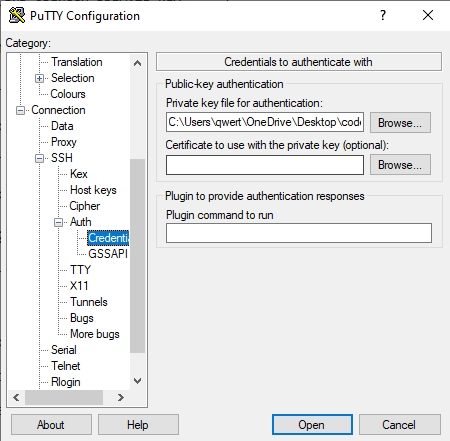 PuTTY Configuration
?
Category:
Translation
Selection
Colours
Connection
Data
Proxy
SSH
Kex
Host keys
Cipher
Auth
Credentia
GSSAPI
TTY
X11
Tunnels
Bugs
More bugs
Serial
Telnet
Rlogin
Credentials to authenticate with
Public-key authentication
Private key file for authentication:
C:\Users\qwert\OneDrive\Desktop\code
Browse...
Certificate to use with the private key (optional):
Browse...
Plugin to provide authentication responses
Plugin command to run
About
Help
Open
Cancel